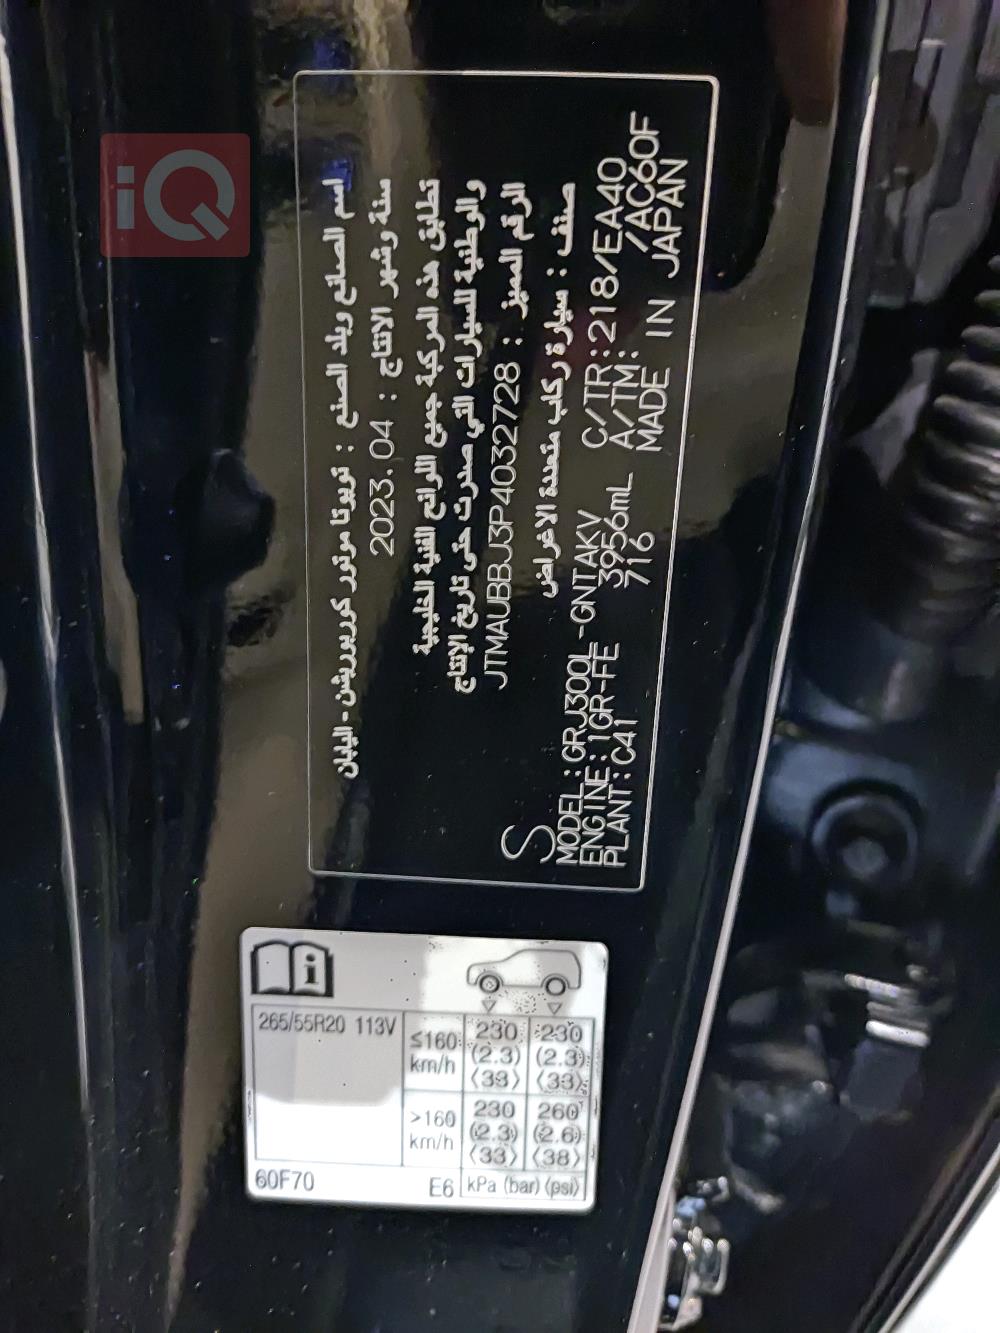 iQ
اسم الصانع وبلد الصنع : تويوتا موتور كوربوريشن - اليابان
سنة وشهر الانتاج : 2023.04
تطابق هذه المركبة جميع اللوائح الفنية الخليجية
والوطنية للسيارات التي صدرت حتى تاريخ الإنتاج
الرقم المميز : JTMAUBBJ3P4032728
صنف : سيارة ركاب متعددة الاغراض
S
MODEL:GRJ300L-GNTAKV C/TR:218/EA40
ENGINE:1GR-FE 3956mL A/TM: /AC60F
PLANT:C41 716 MADE IN JAPAN
i
265/55R20 113V
≤160 km/h
230 (2.3) ⟨33⟩
230 (2.3) ⟨33⟩
>160 km/h
230 (2.3) ⟨33⟩
260 (2.6) ⟨38⟩
60F70 E6 kPa (bar) ⟨psi⟩